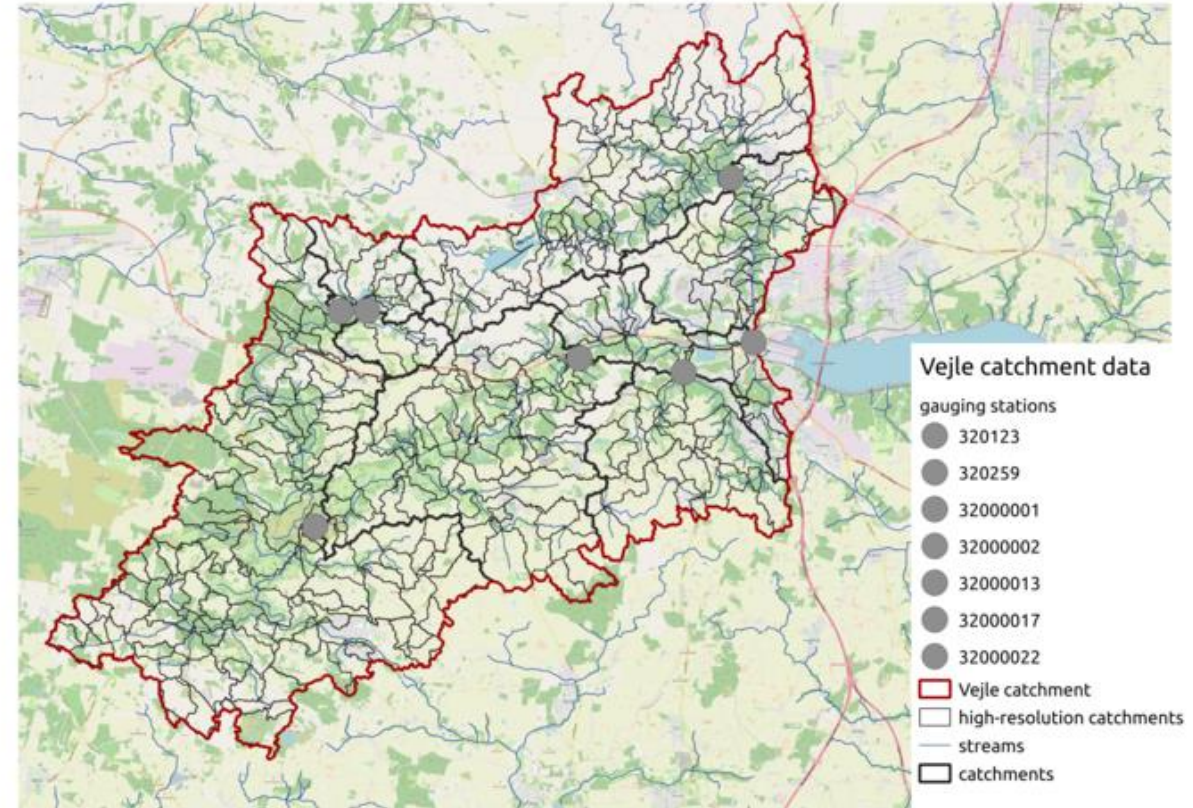 Vejle catchment data
gauging stations
320123
320259
32000001
32000002
32000013
32000017
32000022
Vejle catchment
high-resolution catchments
streams
catchments